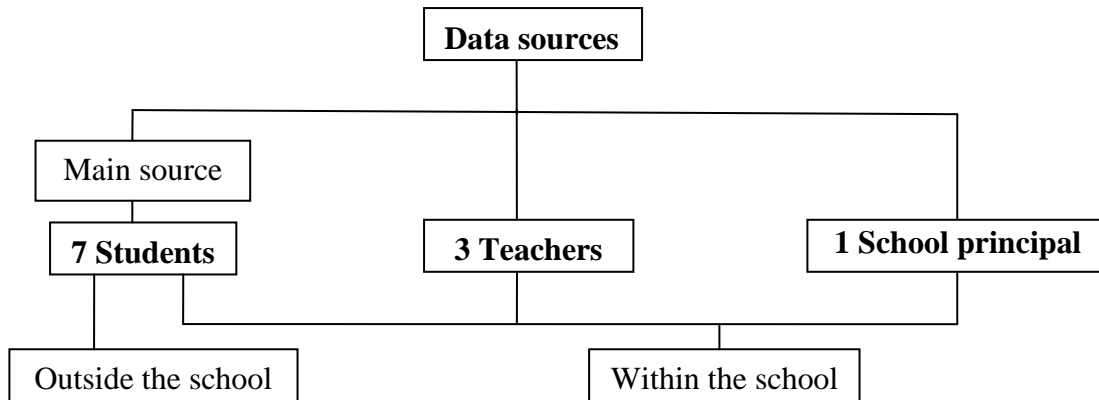 Data sources
Main source
7 Students
3 Teachers
1 School principal
Outside the school
Within the school